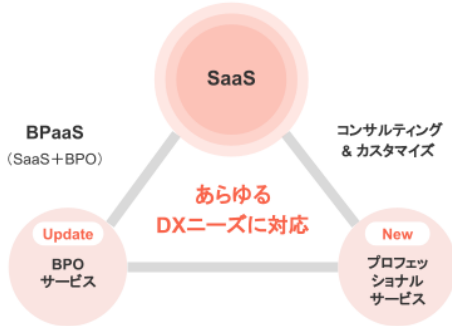 SaaS
BPaaS
（SaaS＋BPO）
コンサルティング
& カスタマイズ
あらゆる
DXニーズに対応
Update
BPO
サービス
New
プロフェッ
ショナル
サービス